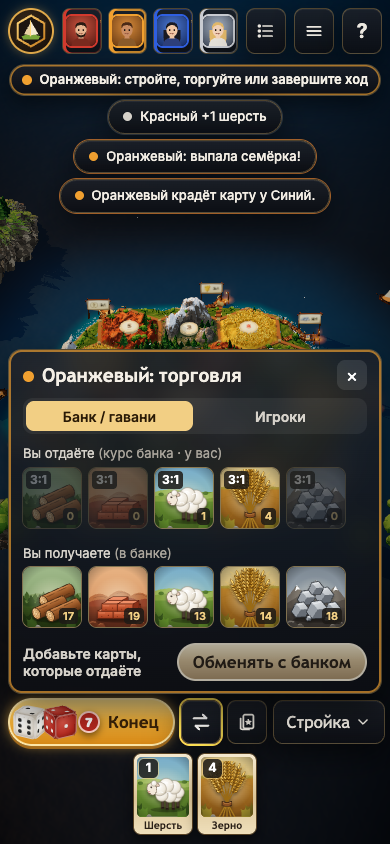 ?
Оранжевый: стройте, торгуйте или завершите ход
Красный +1 шерсть
Оранжевый: выпала семёрка!
Оранжевый крадёт карту у Синий.
Оранжевый: торговля
×
Банк / гавани
Игроки
Вы отдаёте (курс банка · у вас)
3:1 3:1 3:1 3:1 3:1
0 0 1 4 0
Вы получаете (в банке)
17 19 13 14 18
Добавьте карты,
которые отдаёте
Обменять с банком
7 Конец
Стройка
1 4
Шерсть Зерно